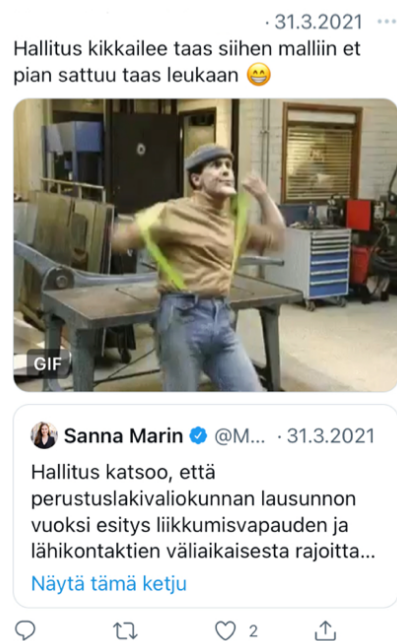 · 31.3.2021
Hallitus kikkailee taas siihen malliin et
pian sattuu taas leukaan 😁
GIF
Sanna Marin @M... · 31.3.2021
Hallitus katsoo, että
perustuslakivaliokunnan lausunnon
vuoksi esitys liikkumisvapauden ja
lähikontaktien väliaikaisesta rajoitta...
Näytä tämä ketju
2